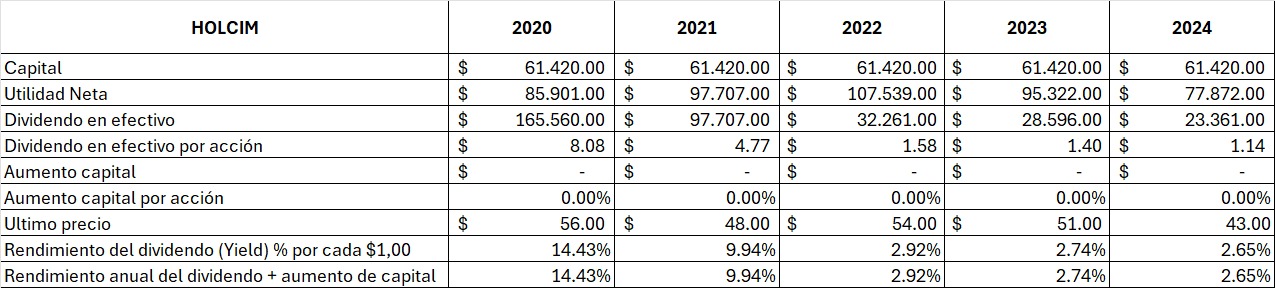 HOLCIM 2020 2021 2022 2023 2024
Capital $ 61.420.00 $ 61.420.00 $ 61.420.00 $ 61.420.00 $ 61.420.00
Utilidad Neta $ 85.901.00 $ 97.707.00 $ 107.539.00 $ 95.322.00 $ 77.872.00
Dividendo en efectivo $ 165.560.00 $ 97.707.00 $ 32.261.00 $ 28.596.00 $ 23.361.00
Dividendo en efectivo por acción $ 8.08 $ 4.77 $ 1.58 $ 1.40 $ 1.14
Aumento capital $ - $ - $ - $ - $ -
Aumento capital por acción 0.00% 0.00% 0.00% 0.00% 0.00%
Ultimo precio $ 56.00 $ 48.00 $ 54.00 $ 51.00 43.00
Rendimiento del dividendo (Yield) % por cada $1,00 14.43% 9.94% 2.92% 2.74% 2.65%
Rendimiento anual del dividendo + aumento de capital 14.43% 9.94% 2.92% 2.74% 2.65%